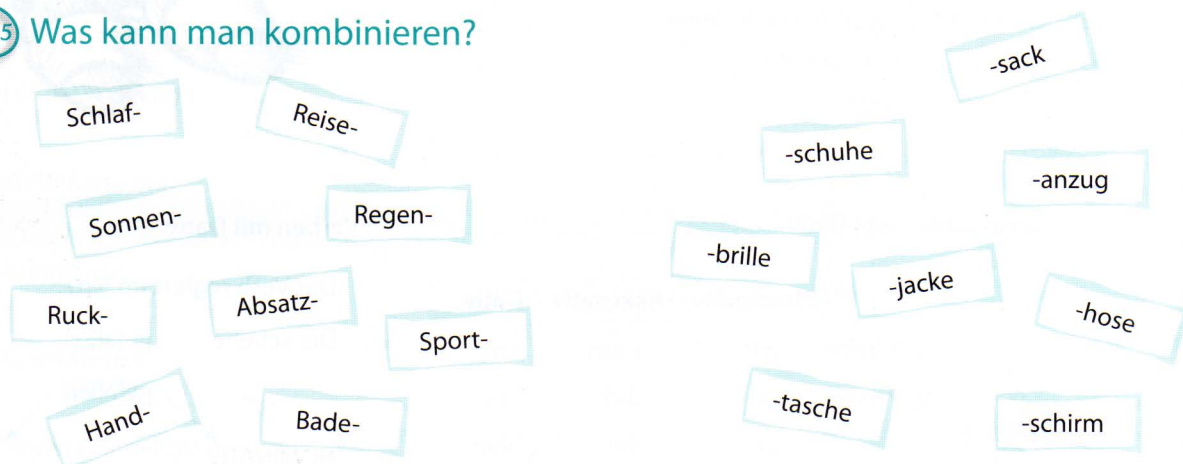 5 Was kann man kombinieren?
Schlaf-
Reise-
Sonnen-
Regen-
Ruck-
Absatz-
Sport-
Hand-
Bade-
-sack
-schuhe
-anzug
-brille
-jacke
-hose
-tasche
-schirm